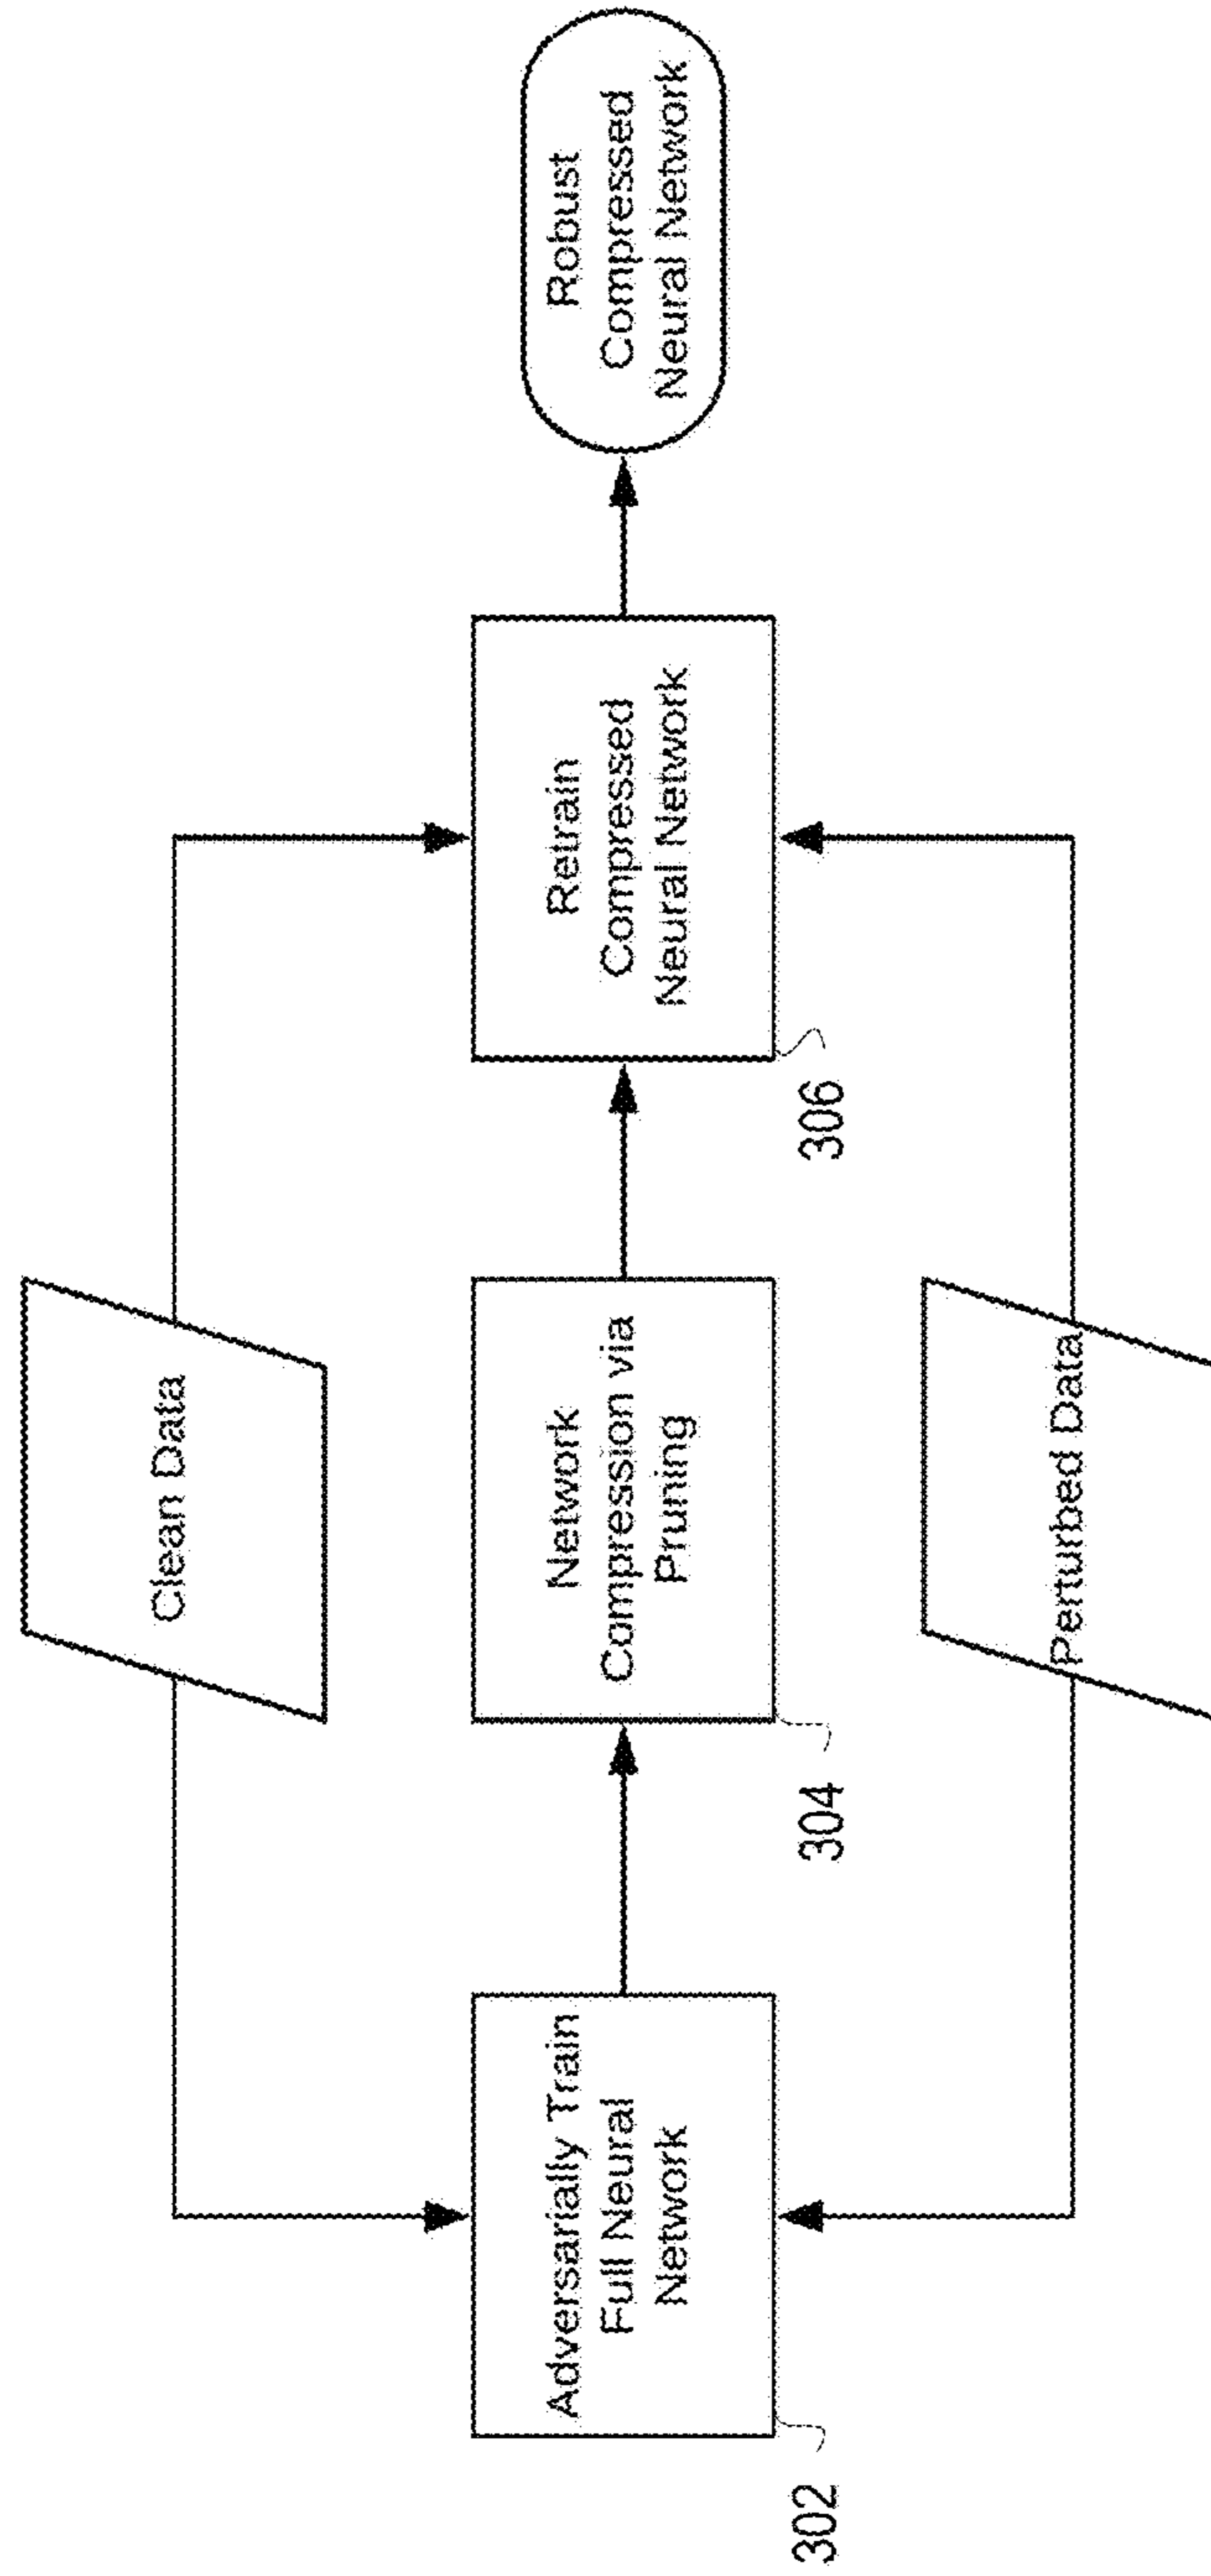 Clean Data
Adversarially Train
Full Neural
Network
302
Network
Compression via
Pruning
304
Retrain
Compressed
Neural Network
306
Robust
Compressed
Neural Network
Perturbed Data